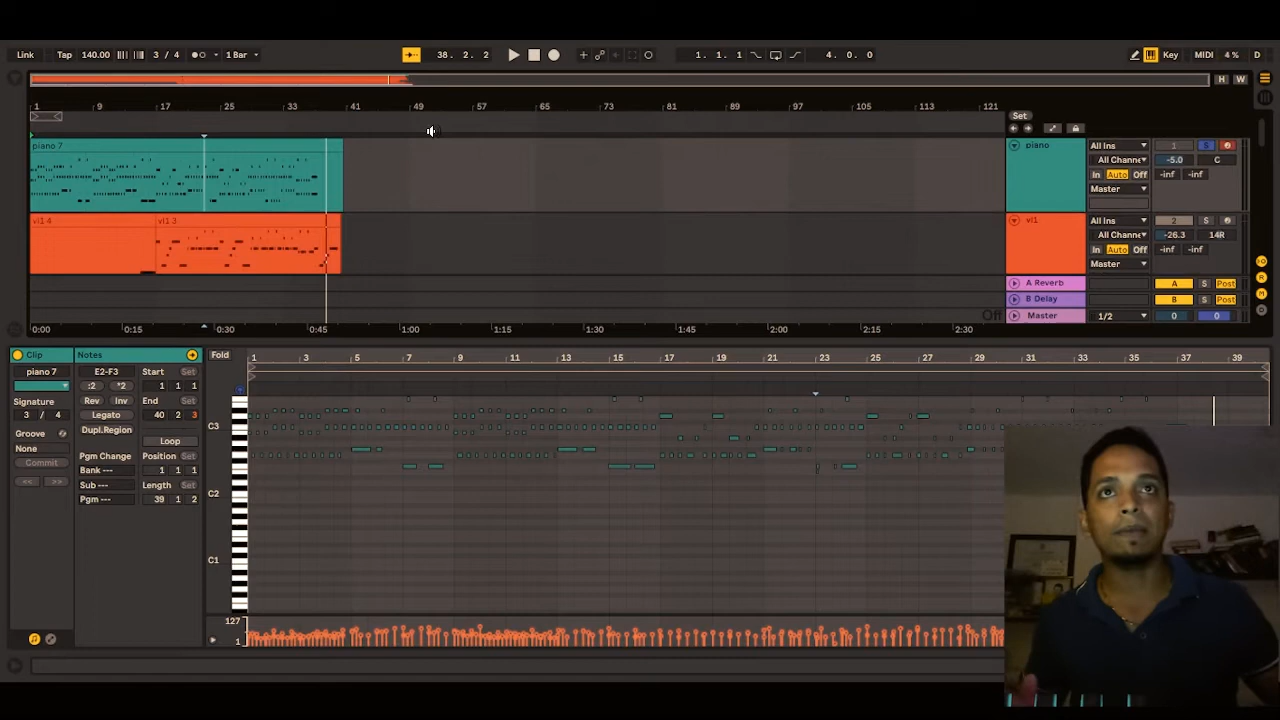 Link Tap 140.00 3 / 4 1 Bar 38. 2. 2 1. 1. 1 4. 0. 0 Key MIDI 4 % D
H W
1 9 17 25 33 41 49 57 65 73 81 89 97 105 113 121
Set
piano 7
piano All Ins 1 S
All Channe -5.0 C
In Auto Off -inf -inf
Master
vl1 4 vl1 3
vl1 All Ins 2 S
All Channe -26.3 14R
In Auto Off -inf -inf
Master
A Reverb A S Post
B Delay B S Post
Off Master 1/2 0 0
0:00 0:15 0:30 0:45 1:00 1:15 1:30 1:45 2:00 2:15 2:30
Clip Notes Fold 1 3 5 7 9 11 13 15 17 19 21 23 25 27 29 31 33 35 37 39
piano 7 E2-F3 Start Set
:2 *2 1 1 1
Signature Rev Inv End Set
3 / 4 Legato 40 2 3
Groove Dupl.Region Loop
None Pgm Change Position Set
Commit Bank --- 1 1 1
<< >> Sub --- Length Set
Pgm --- 39 1 2
C3
C2
C1
127
1